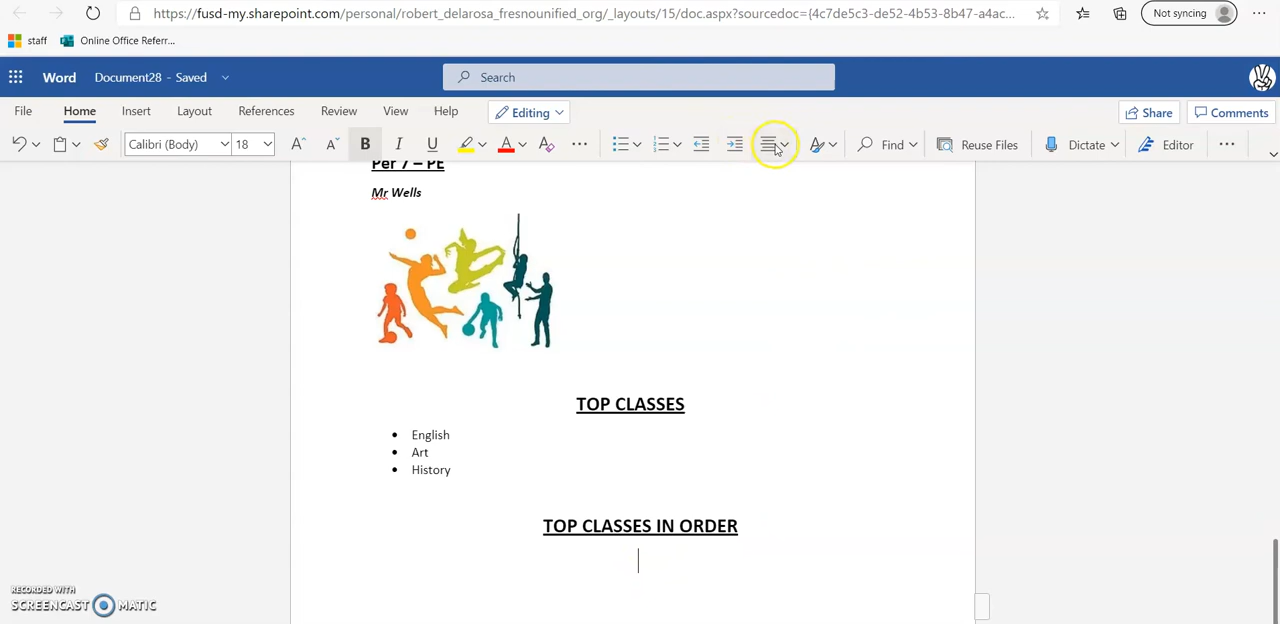 https://fusd-my.sharepoint.com/personal/robert_delarosa_fresnounified_org/_layouts/15/doc.aspx?sourcedoc={4c7de5c3-de52-4b53-8b47-a4ac...
Not syncing
staff
Online Office Referr...
Word
Document28 - Saved
Search
File
Home
Insert
Layout
References
Review
View
Help
Editing
Share
Comments
Calibri (Body)
18
B
I
U
Find
Reuse Files
Dictate
Editor
Per 7 – PE
Mr Wells
TOP CLASSES
• English
• Art
• History
TOP CLASSES IN ORDER
RECORDED WITH
SCREENCAST MATIC